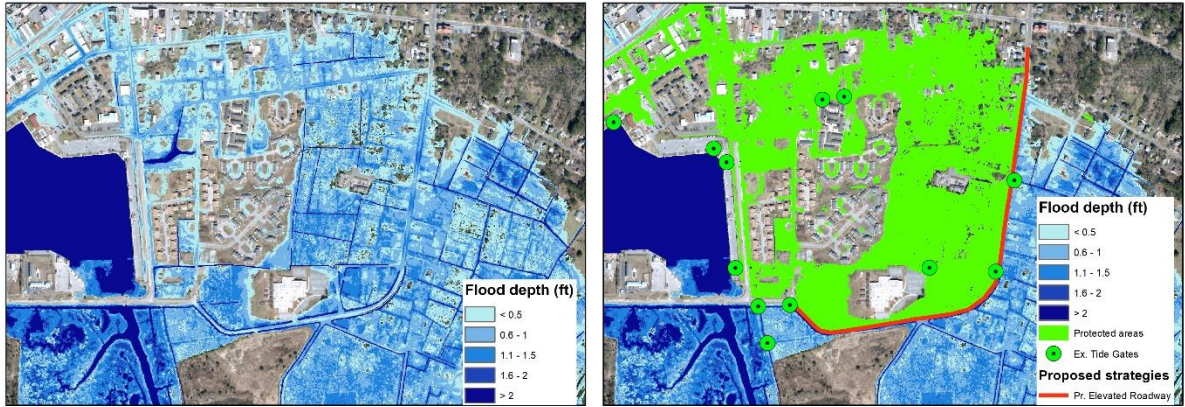 Flood depth (ft)
< 0.5
0.6 - 1
1.1 - 1.5
1.6 - 2
> 2
Flood depth (ft)
< 0.5
0.6 - 1
1.1 - 1.5
1.6 - 2
> 2
Protected areas
Ex. Tide Gates
Proposed strategies
Pr. Elevated Roadway